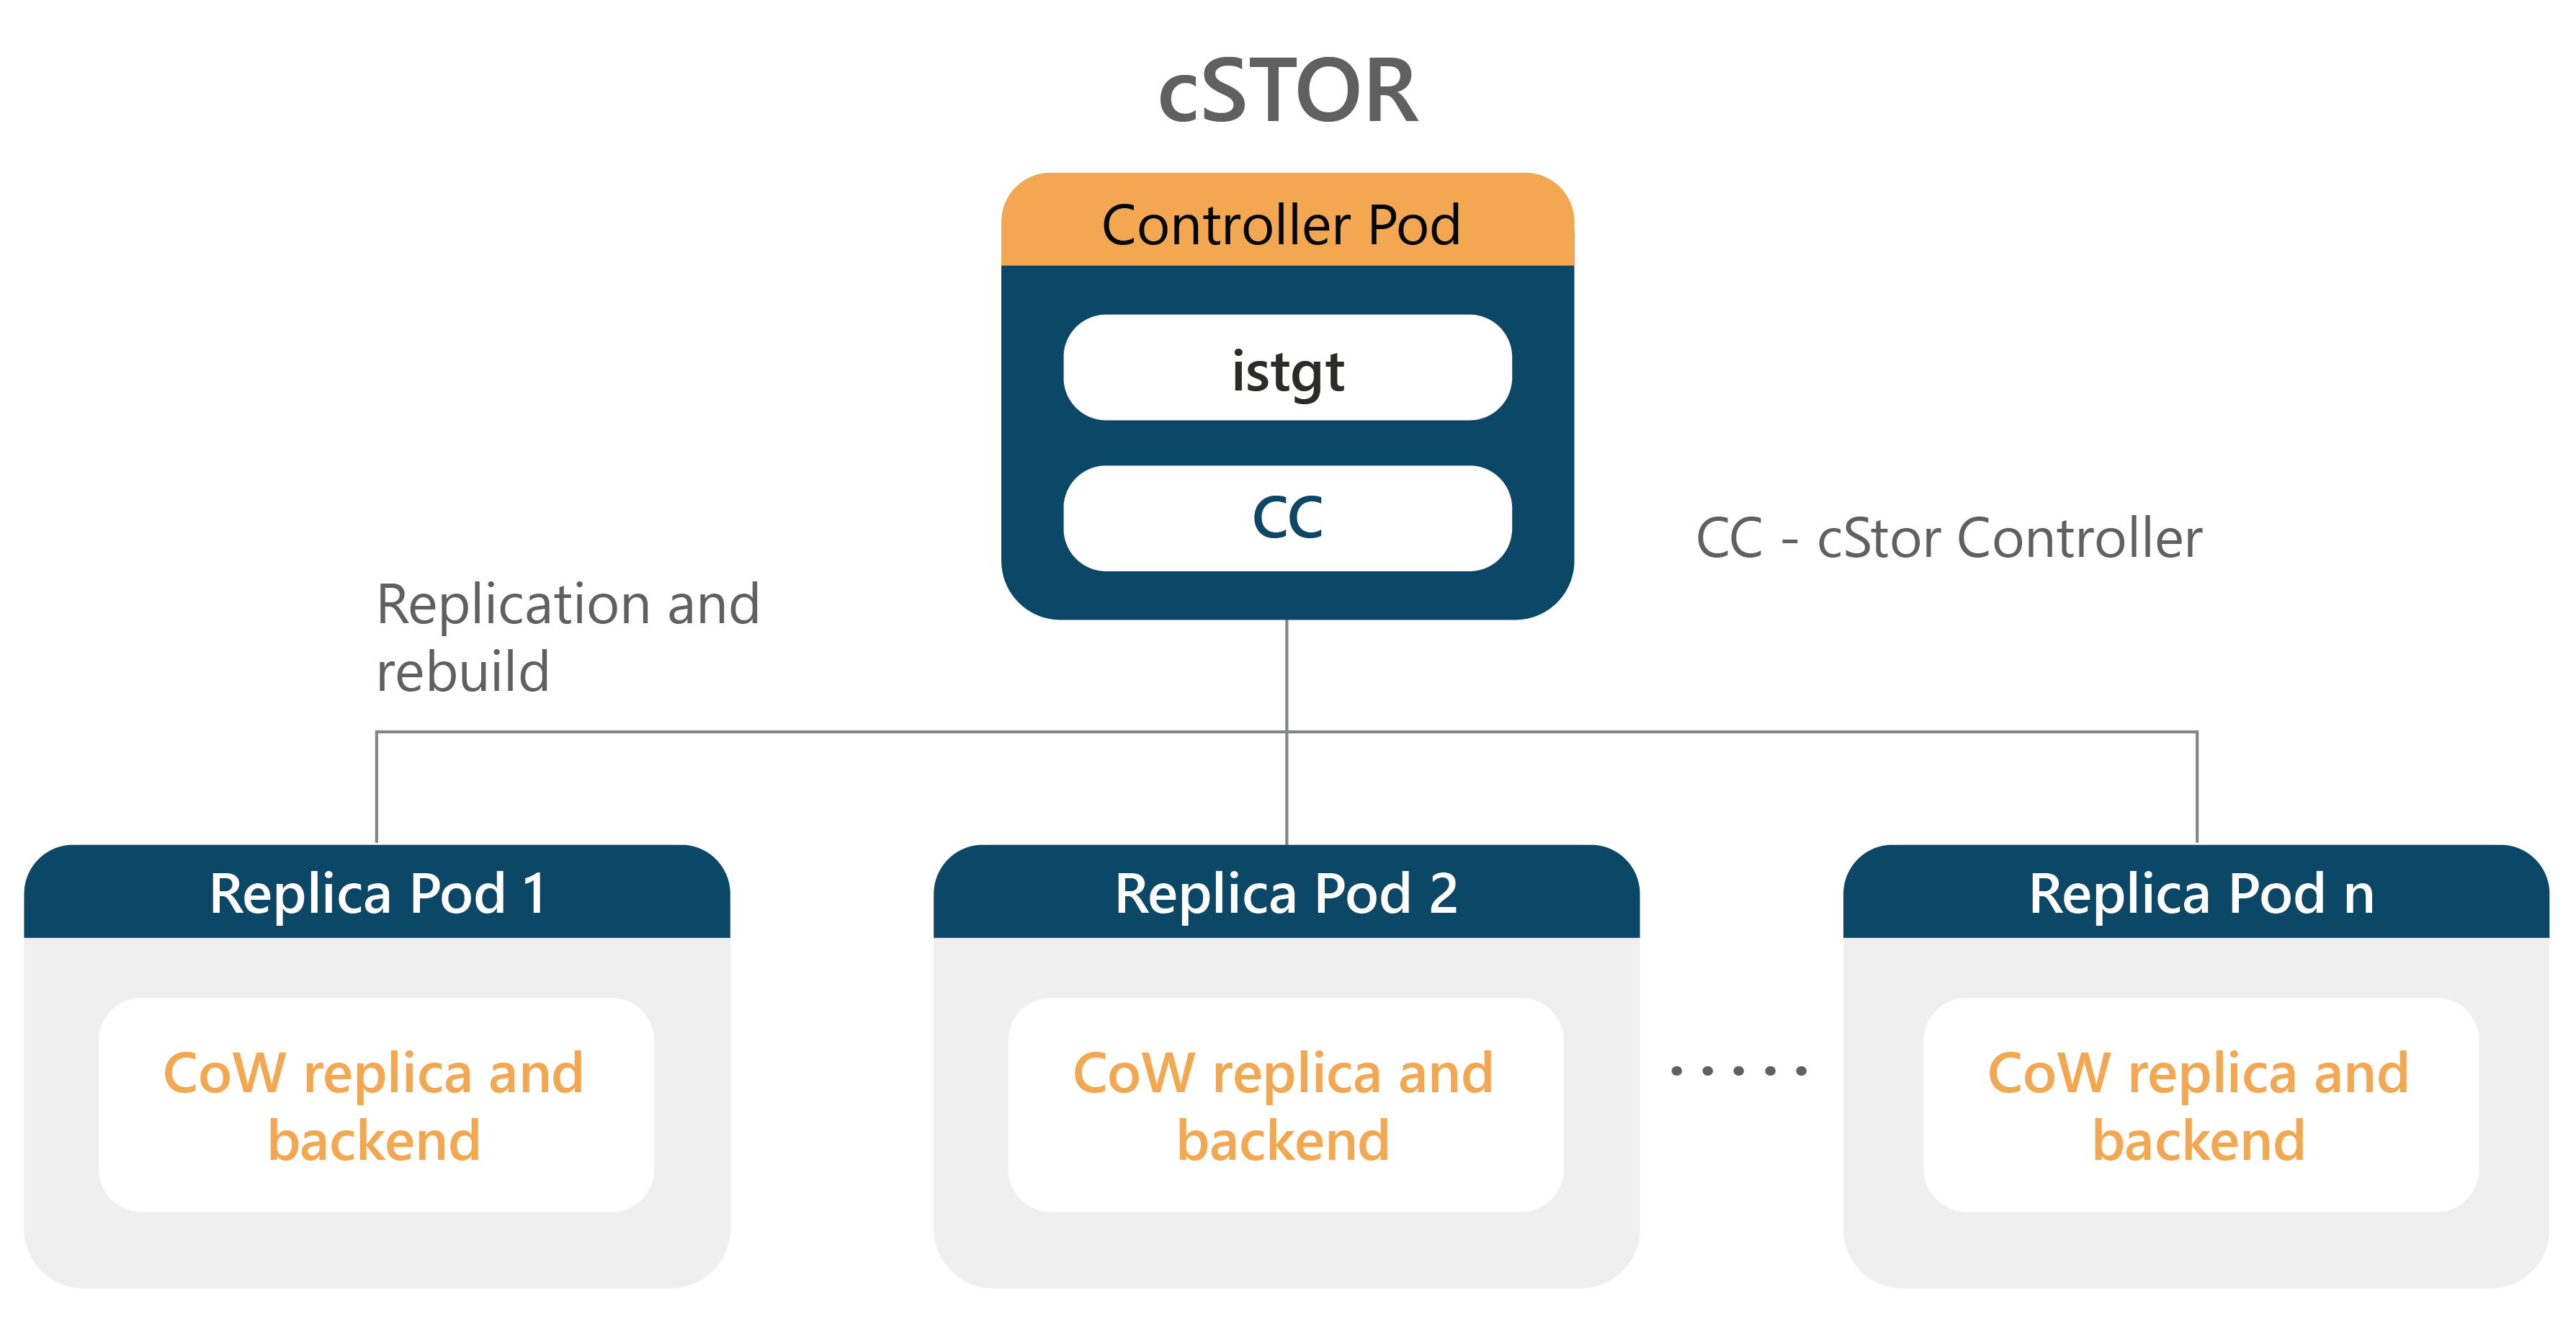 cSTOR
Controller Pod
istgt
CC
CC - cStor Controller
Replication and
rebuild
Replica Pod 1
CoW replica and
backend
Replica Pod 2
CoW replica and
backend
Replica Pod n
CoW replica and
backend